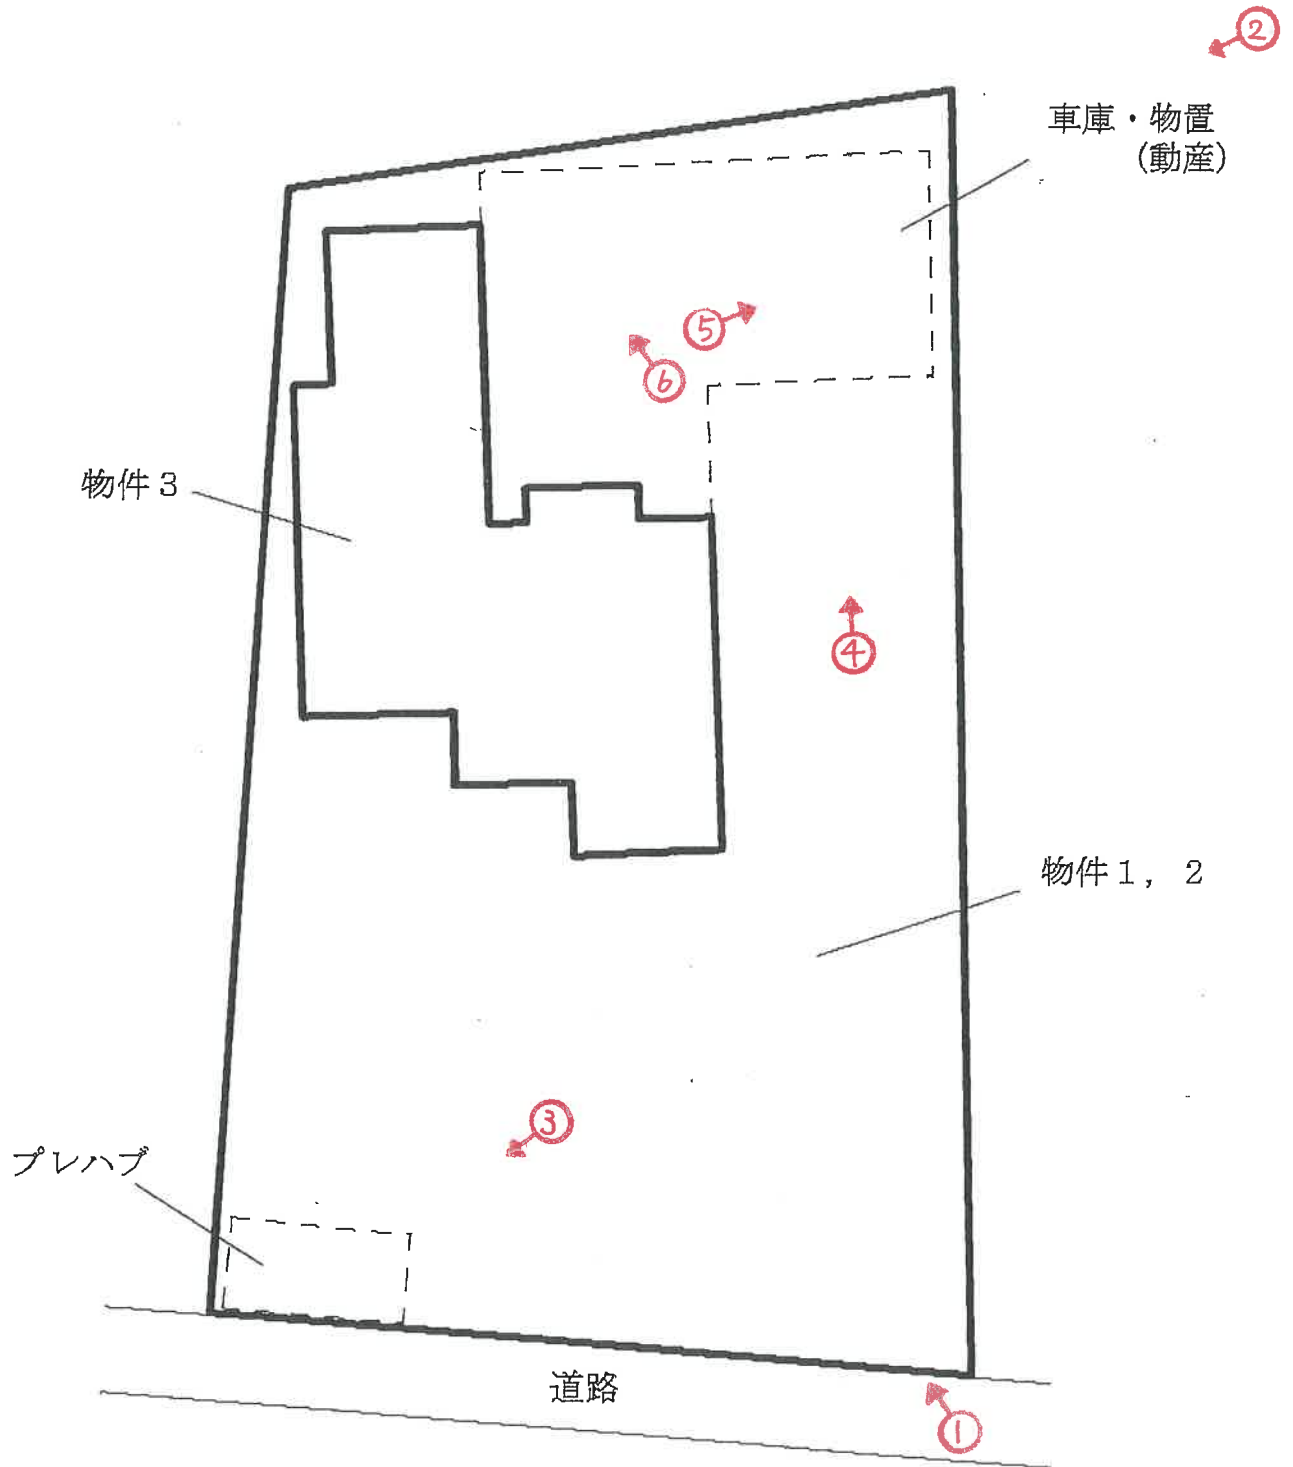 ②
車庫・物置
(動産)
⑤
⑥
物件３
④
物件１，２
③
プレハブ
道路
①